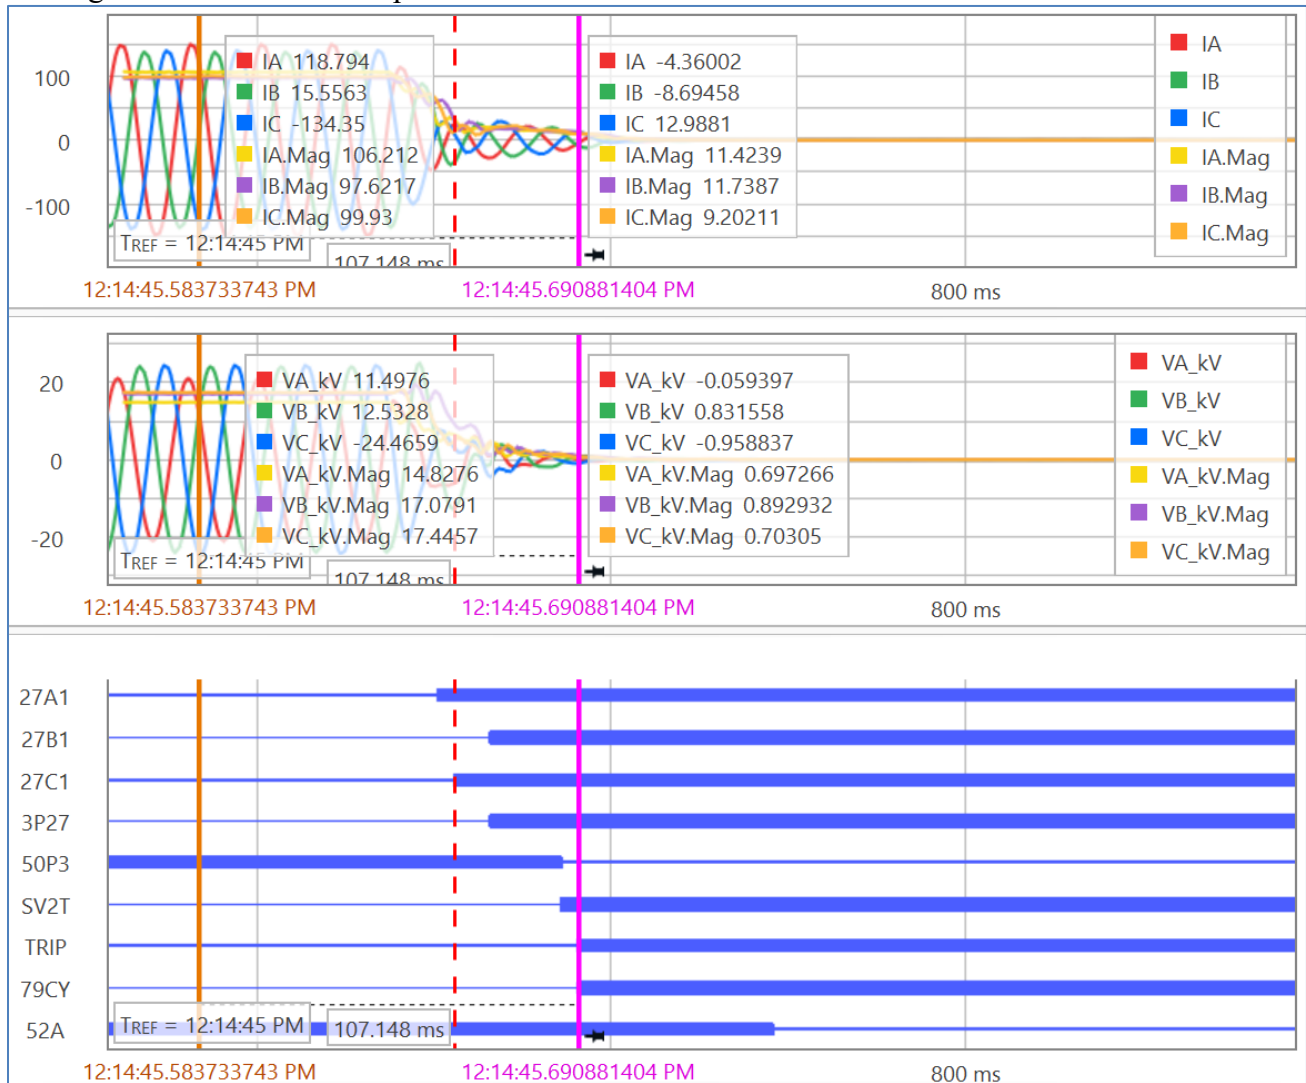 IA 118.794
IB 15.5563
IC -134.35
IA.Mag 106.212
IB.Mag 97.6217
IC.Mag 99.93
IA -4.36002
IB -8.69458
IC 12.9881
IA.Mag 11.4239
IB.Mag 11.7387
IC.Mag 9.20211
IA
IB
IC
IA.Mag
IB.Mag
IC.Mag
100
0
-100
TREF = 12:14:45 PM
107.148 ms
12:14:45.583733743 PM
12:14:45.690881404 PM
800 ms
VA_kV 11.4976
VB_kV 12.5328
VC_kV -24.4659
VA_kV.Mag 14.8276
VB_kV.Mag 17.0791
VC_kV.Mag 17.4457
VA_kV -0.059397
VB_kV 0.831558
VC_kV -0.958837
VA_kV.Mag 0.697266
VB_kV.Mag 0.892932
VC_kV.Mag 0.70305
VA_kV
VB_kV
VC_kV
VA_kV.Mag
VB_kV.Mag
VC_kV.Mag
20
0
-20
TREF = 12:14:45 PM
107.148 ms
12:14:45.583733743 PM
12:14:45.690881404 PM
800 ms
27A1
27B1
27C1
3P27
50P3
SV2T
TRIP
79CY
52A
TREF = 12:14:45 PM
107.148 ms
12:14:45.583733743 PM
12:14:45.690881404 PM
800 ms